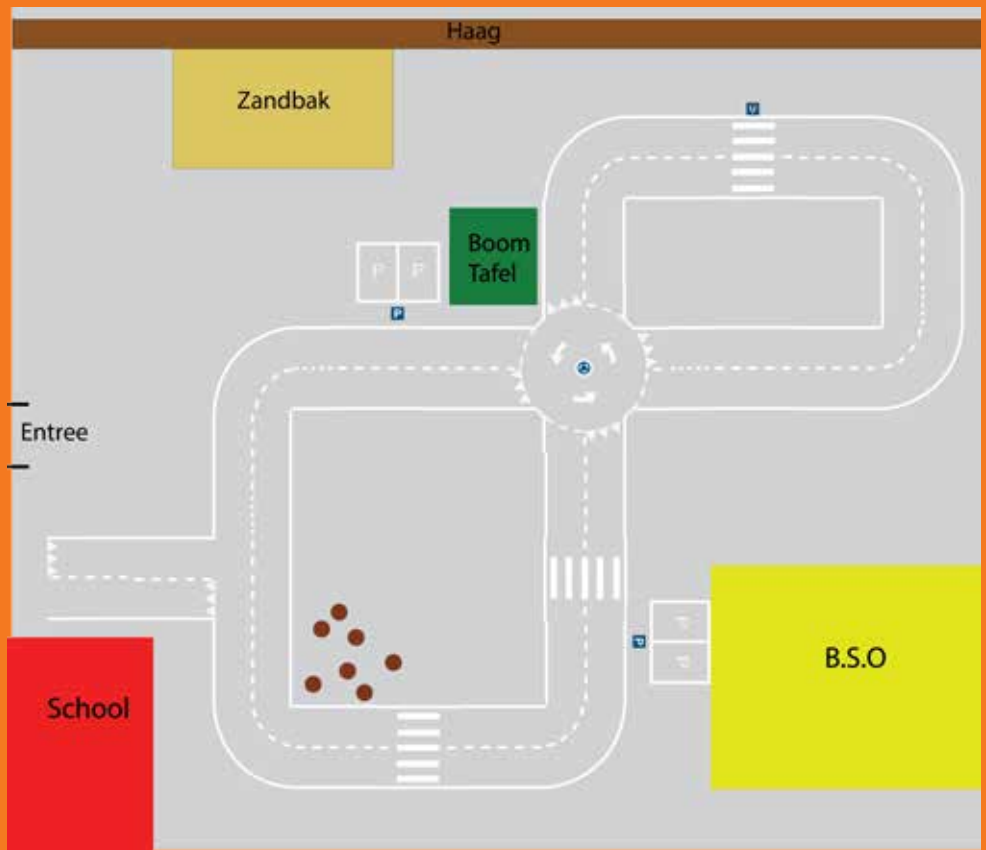 Haag
Zandbak
Boom
Tafel
P P
P
Entree
P
P
P
B.S.O
School